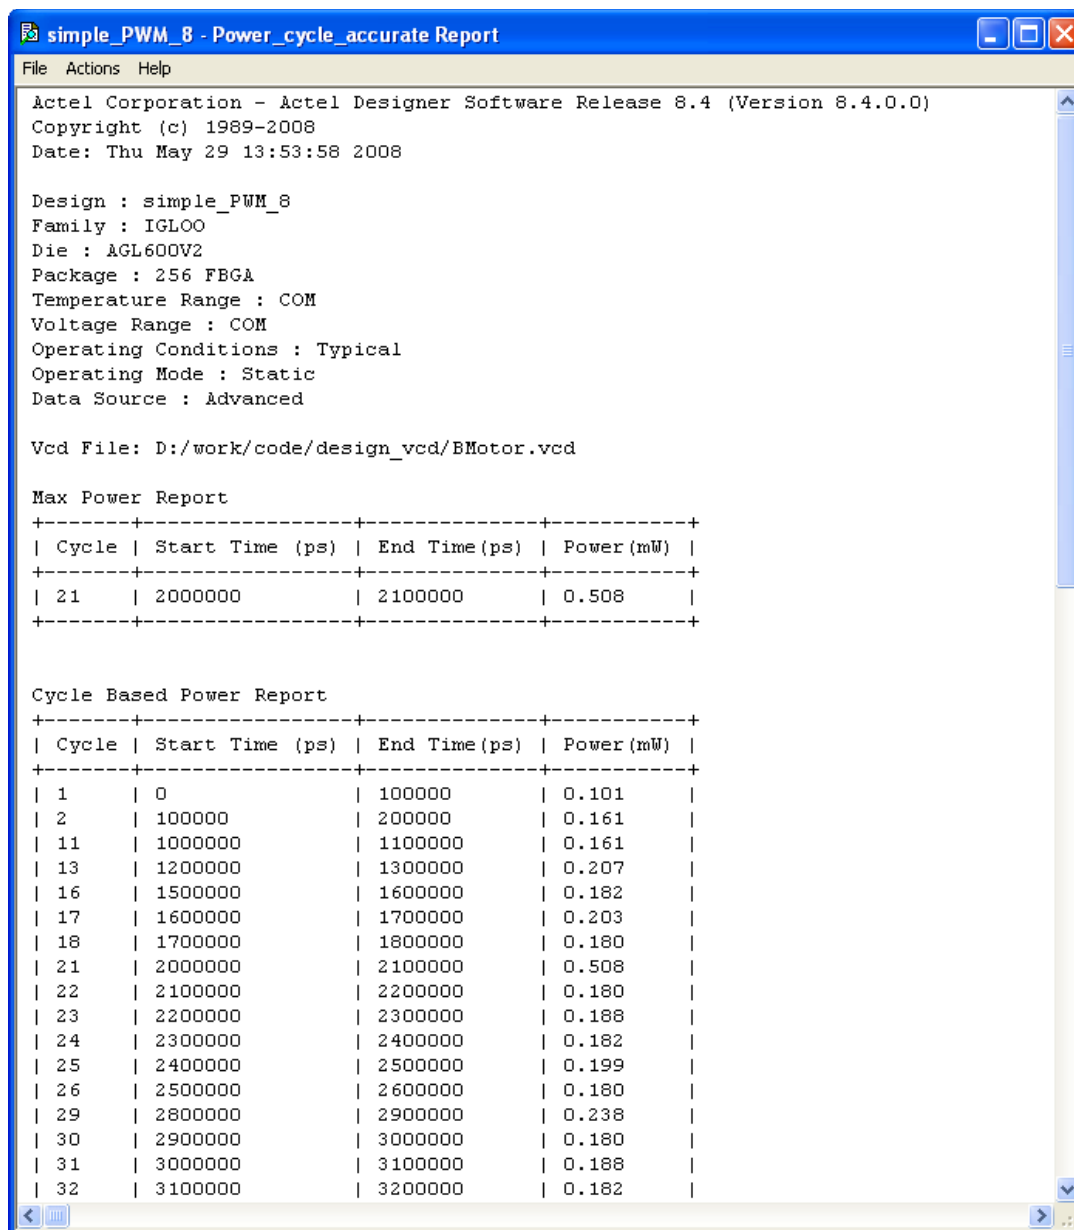 simple_PWM_8 - Power_cycle_accurate Report
File Actions Help
Actel Corporation - Actel Designer Software Release 8.4 (Version 8.4.0.0)
Copyright (c) 1989-2008
Date: Thu May 29 13:53:58 2008
Design : simple_PWM_8
Family : IGLOO
Die : AGL600V2
Package : 256 FBGA
Temperature Range : COM
Voltage Range : COM
Operating Conditions : Typical
Operating Mode : Static
Data Source : Advanced
Vcd File: D:/work/code/design_vcd/BMotor.vcd
Max Power Report
+-------+-----------------+--------------+-----------+
| Cycle | Start Time (ps) | End Time(ps) | Power(mW) |
+-------+-----------------+--------------+-----------+
| 21 | 2000000 | 2100000 | 0.508 |
+-------+-----------------+--------------+-----------+
Cycle Based Power Report
+-------+-----------------+--------------+-----------+
| Cycle | Start Time (ps) | End Time(ps) | Power(mW) |
+-------+-----------------+--------------+-----------+
| 1 | 0 | 100000 | 0.101 |
| 2 | 100000 | 200000 | 0.161 |
| 11 | 1000000 | 1100000 | 0.161 |
| 13 | 1200000 | 1300000 | 0.207 |
| 16 | 1500000 | 1600000 | 0.182 |
| 17 | 1600000 | 1700000 | 0.203 |
| 18 | 1700000 | 1800000 | 0.180 |
| 21 | 2000000 | 2100000 | 0.508 |
| 22 | 2100000 | 2200000 | 0.180 |
| 23 | 2200000 | 2300000 | 0.188 |
| 24 | 2300000 | 2400000 | 0.182 |
| 25 | 2400000 | 2500000 | 0.199 |
| 26 | 2500000 | 2600000 | 0.180 |
| 29 | 2800000 | 2900000 | 0.238 |
| 30 | 2900000 | 3000000 | 0.180 |
| 31 | 3000000 | 3100000 | 0.188 |
| 32 | 3100000 | 3200000 | 0.182 |